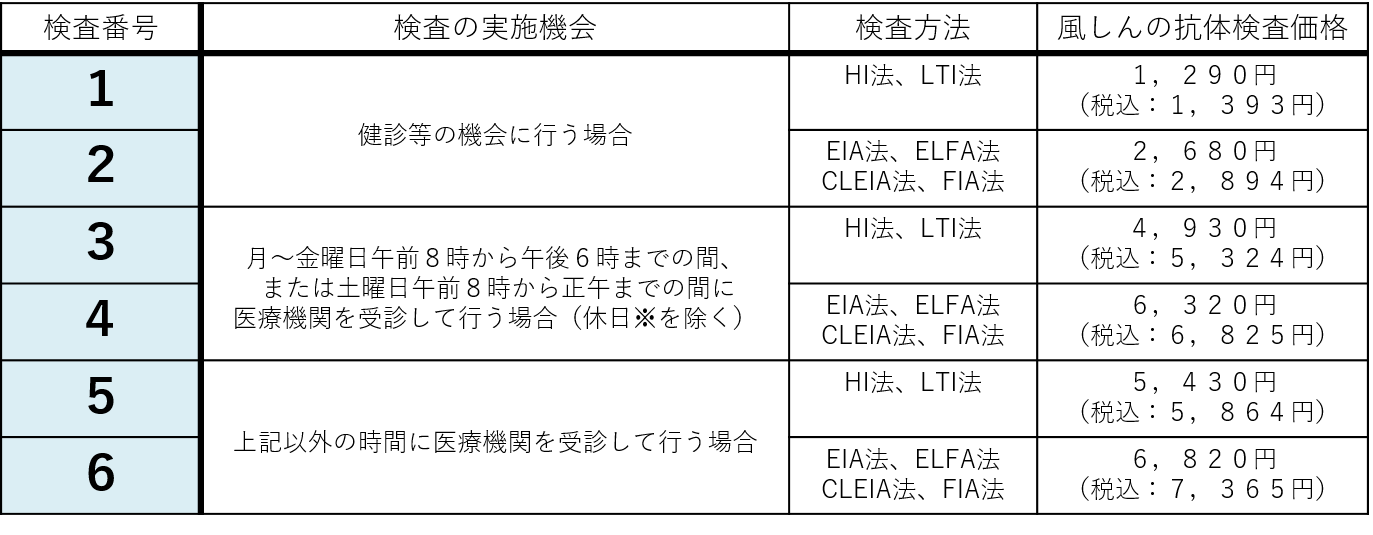 検査番号
検査の実施機会
検査方法
風しんの抗体検査価格
1
健診等の機会に行う場合
HI法、LTI法
１，２９０円
（税込：１，３９３円）
2
EIA法、ELFA法
CLEIA法、FIA法
２，６８０円
（税込：２，８９４円）
3
月～金曜日午前８時から午後６時までの間、
または土曜日午前８時から正午までの間に
医療機関を受診して行う場合（休日※を除く）
HI法、LTI法
４，９３０円
（税込：５，３２４円）
4
EIA法、ELFA法
CLEIA法、FIA法
６，３２０円
（税込：６，８２５円）
5
上記以外の時間に医療機関を受診して行う場合
HI法、LTI法
５，４３０円
（税込：５，８６４円）
6
EIA法、ELFA法
CLEIA法、FIA法
６，８２０円
（税込：７，３６５円）